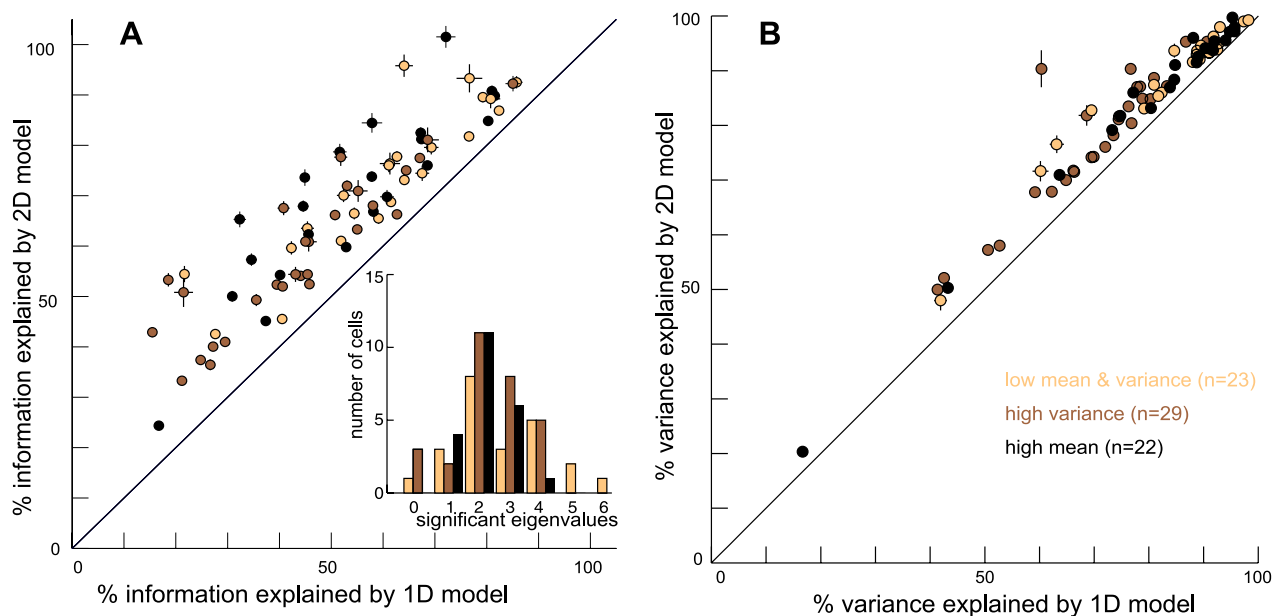 A
% information explained by 2D model
100
50
0
0
50
100
% information explained by 1D model
number of cells
15
10
5
0
0 1 2 3 4 5 6
significant eigenvalues
B
% variance explained by 2D model
100
50
0
0
50
100
% variance explained by 1D model
low mean & variance (n=23)
high variance (n=29)
high mean (n=22)